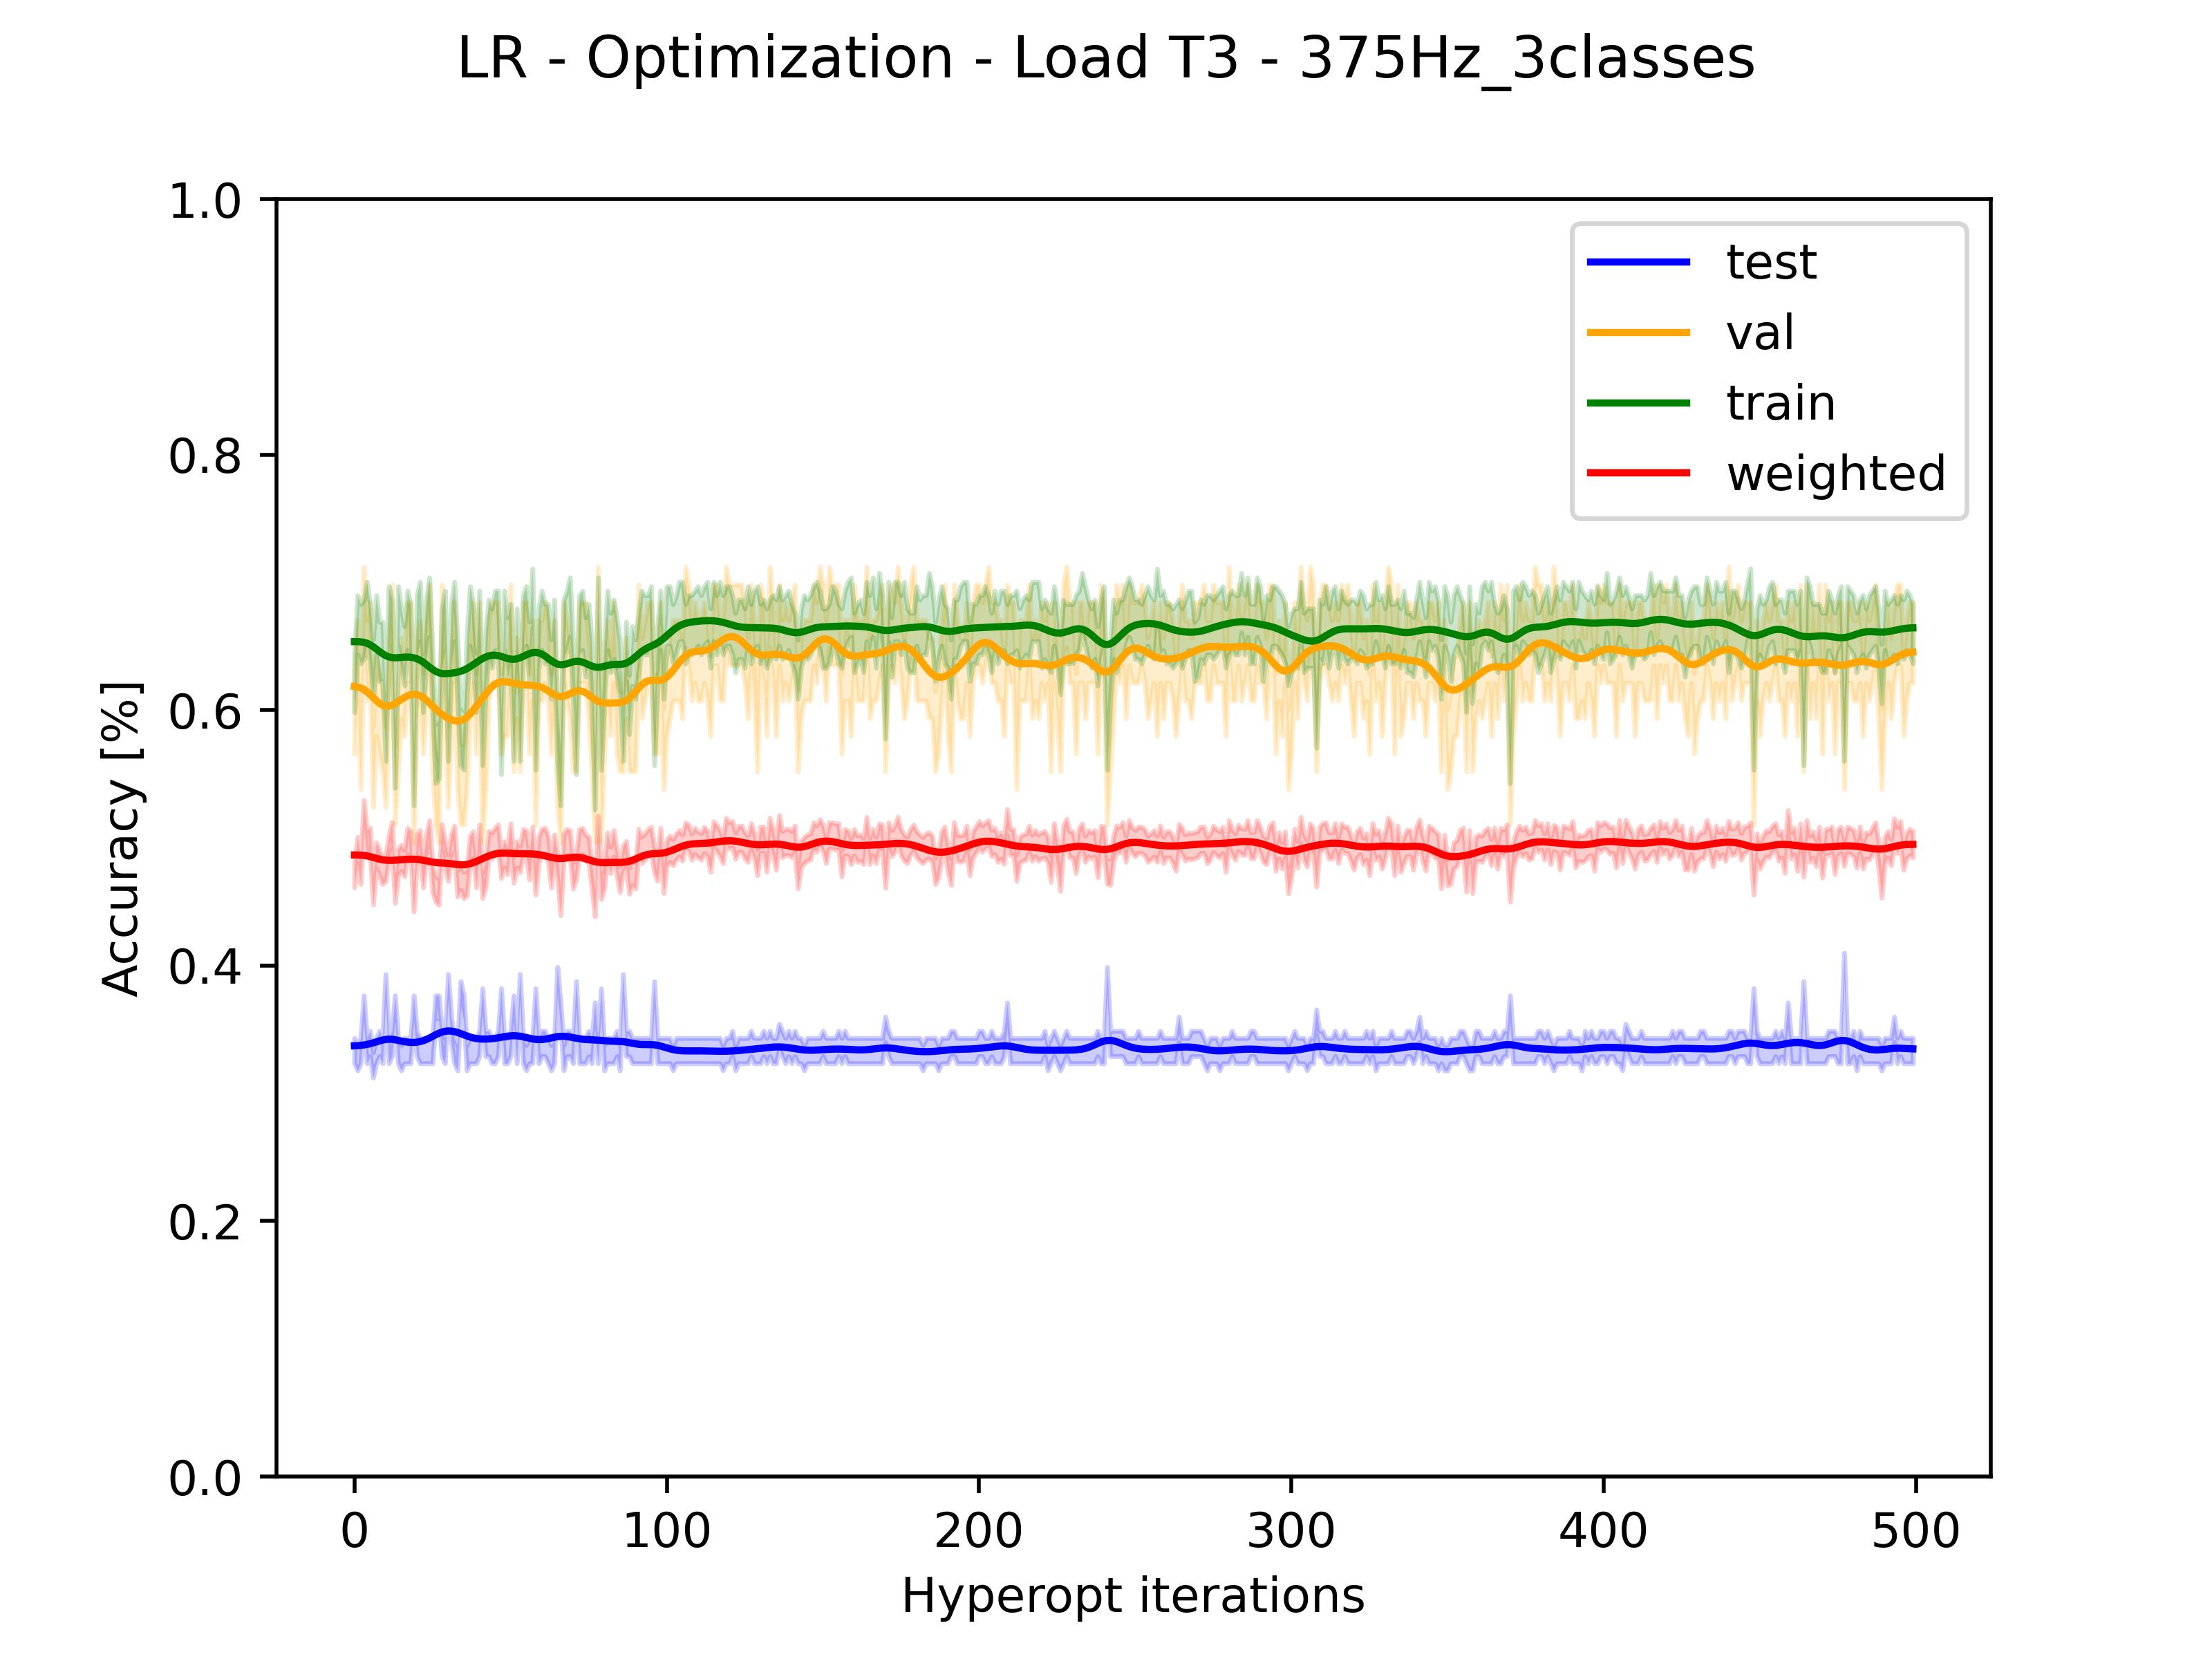 LR - Optimization - Load T3 - 375Hz_3classes
1.0
0.8
0.6
0.4
0.2
0.0
Accuracy [%]
test
val
train
weighted
0 100 200 300 400 500
Hyperopt iterations